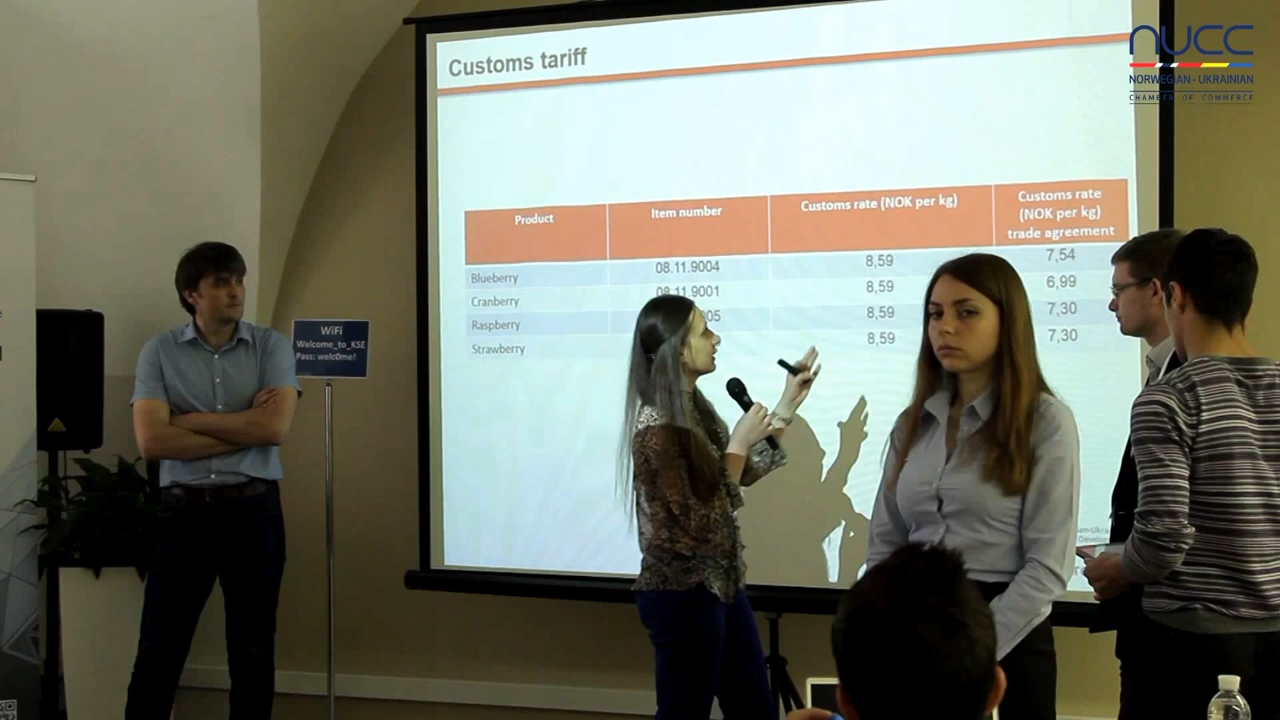 Customs tariff
NUCC
NORWEGIAN - UKRAINIAN
CHAMBER OF COMMERCE
Product Item number Customs rate (NOK per kg) Customs rate (NOK per kg) trade agreement
Blueberry 08.11.9004 8,59 7,54
Cranberry 08.11.9001 8,59 6,99
Raspberry 8,59 7,30
Strawberry 8,59 7,30
WiFi
Welcome_to_KSE
Pass: welc0me!